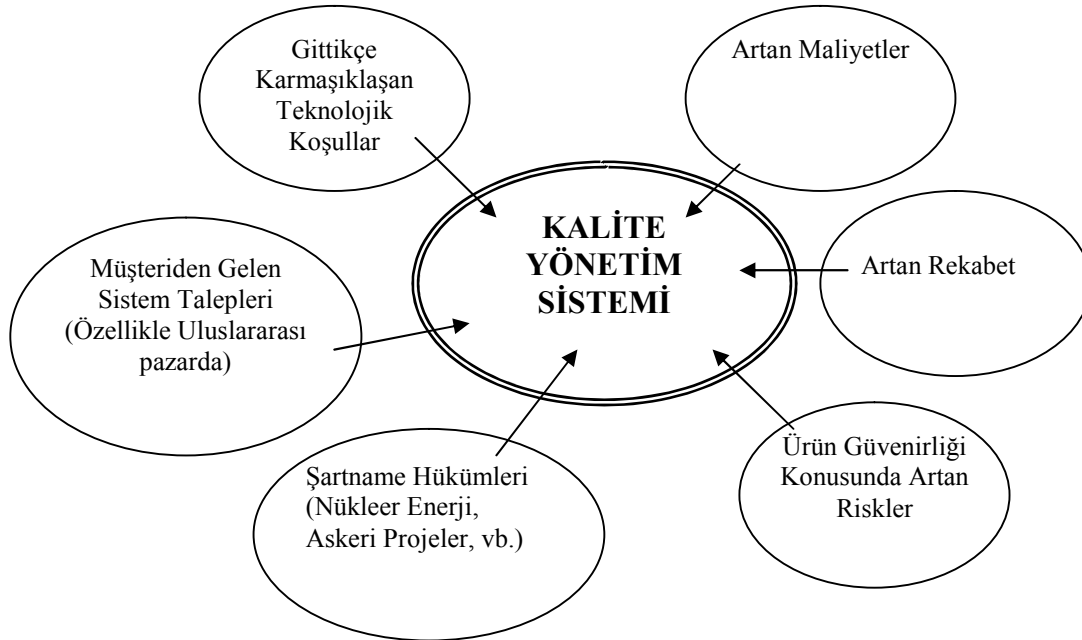 Gittikçe
Karmaşıklaşan
Teknolojik
Koşullar
Artan Maliyetler
KALİTE
YÖNETİM
SİSTEMİ
Müşteriden Gelen
Sistem Talepleri
(Özellikle Uluslararası
pazarda)
Artan Rekabet
Şartname Hükümleri
(Nükleer Enerji,
Askeri Projeler, vb.)
Ürün Güvenirliği
Konusunda Artan
Riskler